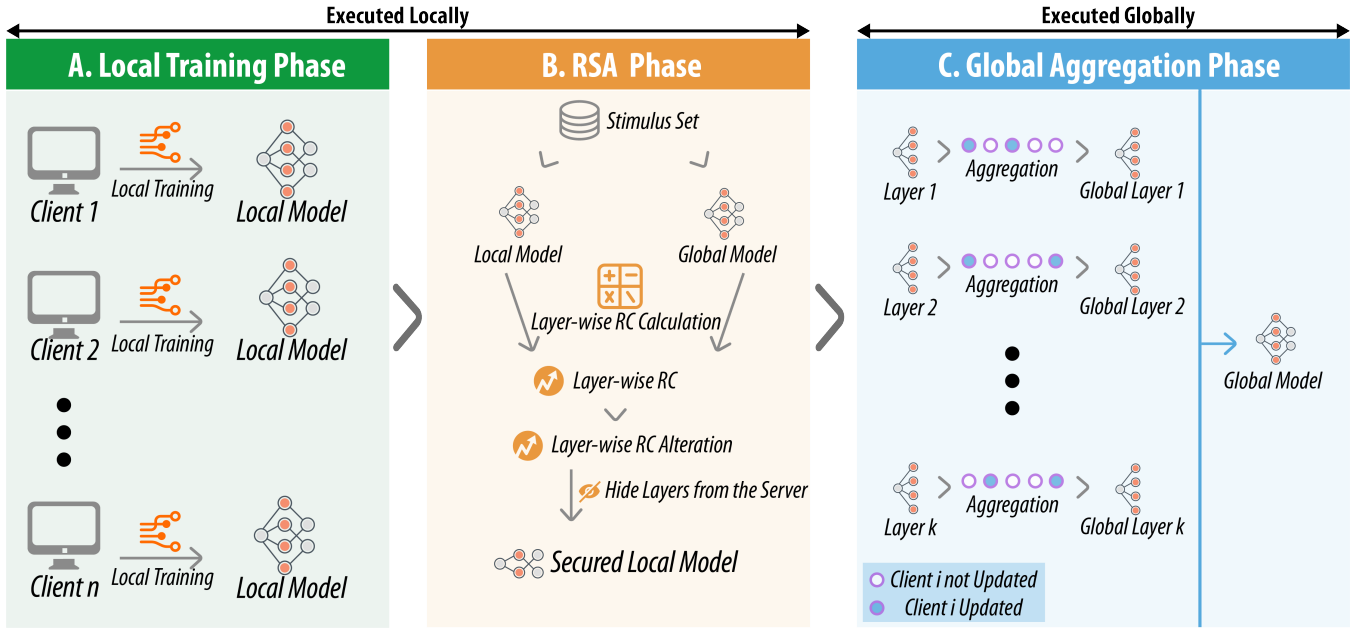 Executed Locally
Executed Globally
A. Local Training Phase
B. RSA Phase
C. Global Aggregation Phase
Client 1
Local Training
Local Model
Client 2
Local Training
Local Model
Client n
Local Training
Local Model
Stimulus Set
Local Model
Global Model
Layer-wise RC Calculation
Layer-wise RC
Layer-wise RC Alteration
Hide Layers from the Server
Secured Local Model
Layer 1
Aggregation
Global Layer 1
Layer 2
Aggregation
Global Layer 2
Layer k
Aggregation
Global Layer k
Client i not Updated
Client i Updated
Global Model